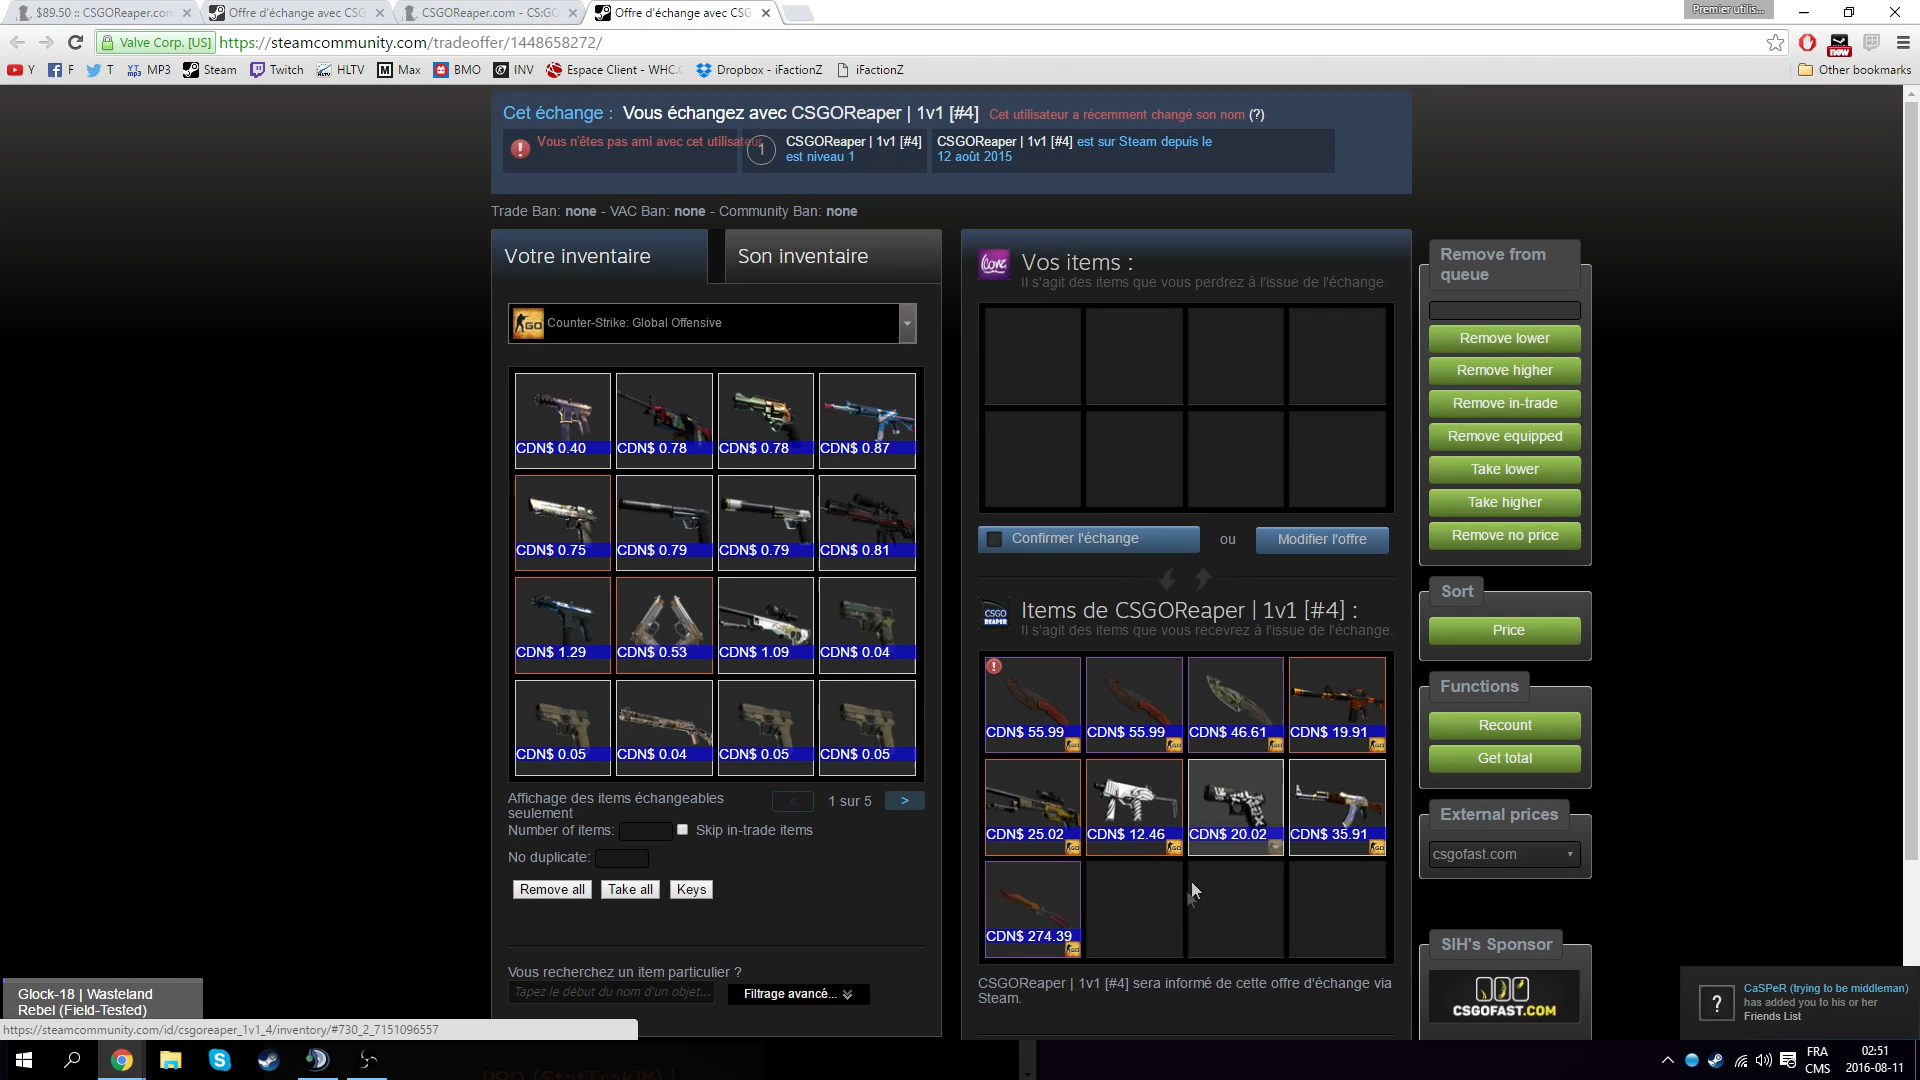 $89.50 :: CSGOReaper.com
Offre d'échange avec CSG
CSGOReaper.com - CS:GO
Offre d'échange avec CSG
Premier utilis...
Valve Corp. [US]
https://steamcommunity.com/tradeoffer/1448658272/
Y
F
T
MP3
Steam
Twitch
HLTV
Max
BMO
INV
Espace Client - WHC.
Dropbox - iFactionZ
iFactionZ
Other bookmarks
Cet échange : Vous échangez avec CSGOReaper | 1v1 [#4] Cet utilisateur a récemment changé son nom (?)
Vous n'êtes pas ami avec cet utilisateur
1
CSGOReaper | 1v1 [#4]
est niveau 1
CSGOReaper | 1v1 [#4] est sur Steam depuis le
12 août 2015
Trade Ban: none - VAC Ban: none - Community Ban: none
Votre inventaire
Son inventaire
Counter-Strike: Global Offensive
CDN$ 0.40
CDN$ 0.78
CDN$ 0.78
CDN$ 0.87
CDN$ 0.75
CDN$ 0.79
CDN$ 0.79
CDN$ 0.81
CDN$ 1.29
CDN$ 0.53
CDN$ 1.09
CDN$ 0.04
CDN$ 0.05
CDN$ 0.04
CDN$ 0.05
CDN$ 0.05
Affichage des items échangeables
seulement
< 1 sur 5 >
Number of items:
Skip in-trade items
No duplicate:
Remove all
Take all
Keys
Vous recherchez un item particulier ?
Tapez le début du nom d'un objet...
Filtrage avancé...
Vos items :
Il s'agit des items que vous perdrez à l'issue de l'échange.
Confirmer l'échange
ou
Modifier l'offre
Items de CSGOReaper | 1v1 [#4] :
Il s'agit des items que vous recevrez à l'issue de l'échange.
CDN$ 55.99
CDN$ 55.99
CDN$ 46.61
CDN$ 19.91
CDN$ 25.02
CDN$ 12.46
CDN$ 20.02
CDN$ 35.91
CDN$ 274.39
CSGOReaper | 1v1 [#4] sera informé de cette offre d'échange via
Steam.
Remove from
queue
Remove lower
Remove higher
Remove in-trade
Remove equipped
Take lower
Take higher
Remove no price
Sort
Price
Functions
Recount
Get total
External prices
csgofast.com
SIH's Sponsor
CSGOFAST.COM
Glock-18 | Wasteland
Rebel (Field-Tested)
https://steamcommunity.com/id/csgoreaper_1v1_4/inventory/#730_2_7151096557
?
CaSPeR (trying to be middleman)
has added you to his or her
Friends List
FRA
CMS
02:51
2016-08-11